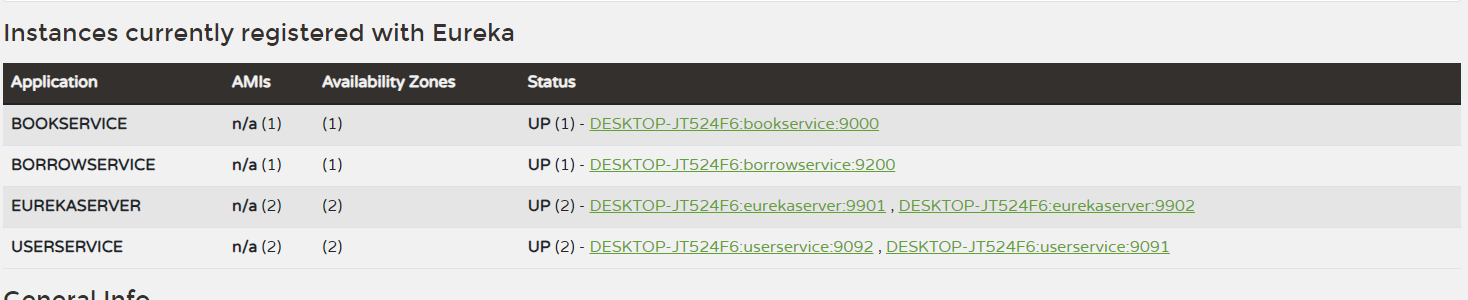 Instances currently registered with Eureka
Application AMIs Availability Zones Status
BOOKSERVICE n/a (1) (1) UP (1) - DESKTOP-JT524F6:bookservice:9000
BORROWSERVICE n/a (1) (1) UP (1) - DESKTOP-JT524F6:borrowservice:9200
EUREKASERVER n/a (2) (2) UP (2) - DESKTOP-JT524F6:eurekaserver:9901 , DESKTOP-JT524F6:eurekaserver:9902
USERSERVICE n/a (2) (2) UP (2) - DESKTOP-JT524F6:userservice:9092 , DESKTOP-JT524F6:userservice:9091
General Info